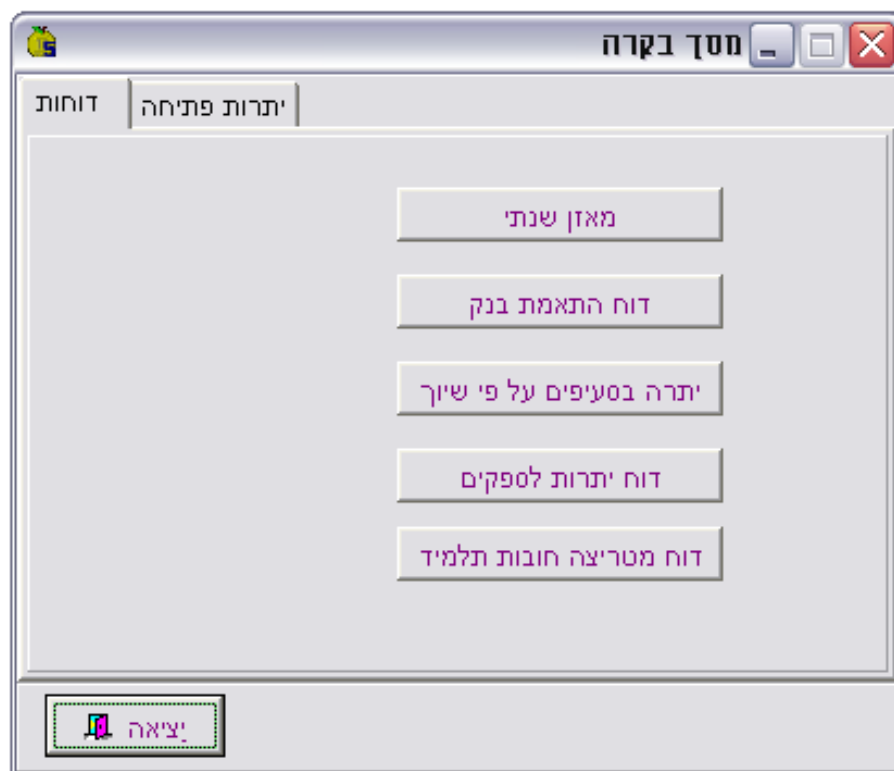 מסך בקרה
דוחות
יתרות פתיחה
מאזן שנתי
דוח התאמת בנק
יתרה בסעיפים על פי שיוך
דוח יתרות לספקים
דוח מטריצה חובות תלמיד
יציאה